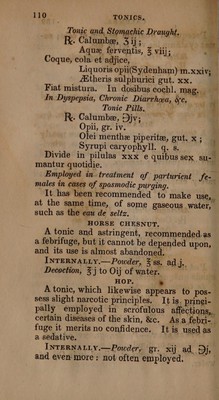 110 TONICS.
Tonic and Stomachic Draught.
℞. Calumbæ, ʒij;
Aquæ ferventis, ℥viij;
Coque, cola et adjice,
Liquoris opii(Sydenham) m.xxiv;
Ætheris sulphurici gut. xx.
Fiat mistura. In dosibus cochl. mag.
In Dyspepsia, Chronic Diarrhœa, &c.
Tonic Pills.
℞. Calumbæ, ℈jv;
Opii, gr. iv.
Olei menthæ piperitæ, gut. x ;
Syrupi caryophyll. q. s.
Divide in pilulas xxx e quibus sex su-
mantur quotidie.
Employed in treatment of parturient fe-
males in cases of spasmodic purging.
It has been recommended to make use,
at the same time, of some gaseous water,
such as the eau de seltz.
HORSE CHESNUT.
A tonic and astringent, recommended as
a febrifuge, but it cannot be depended upon,
and its use is almost abandoned.
INTERNALLY.—Powder, ℥ss. ad j.
Decoction, ℥j to Oij of water.
HOP.
A tonic, which likewise appears to pos-
sess slight narcotic principles. It is princi-
pally employed in scrofulous affections,
certain diseases of the skin, &c. As a febri-
fuge it merits no confidence. It is used as
a sedative.
INTERNALLY.—Powder, gr. xij ad ℈j,
and even more: not often employed.